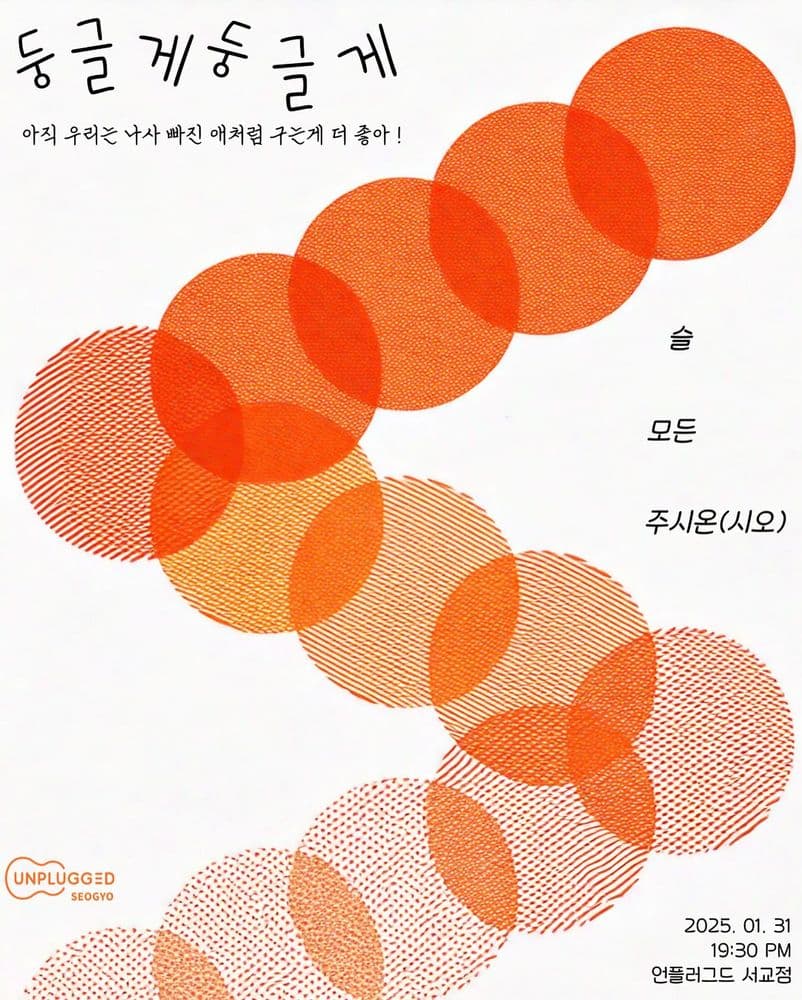 둥글게둥글게
아직 우리는 나사 빠진 애처럼 구는게 더 좋아!
슬
모든
주시온(시오)
UNPLUGGED
SEOGYO
2025. 01. 31
19:30 PM
언플러그드 서교점